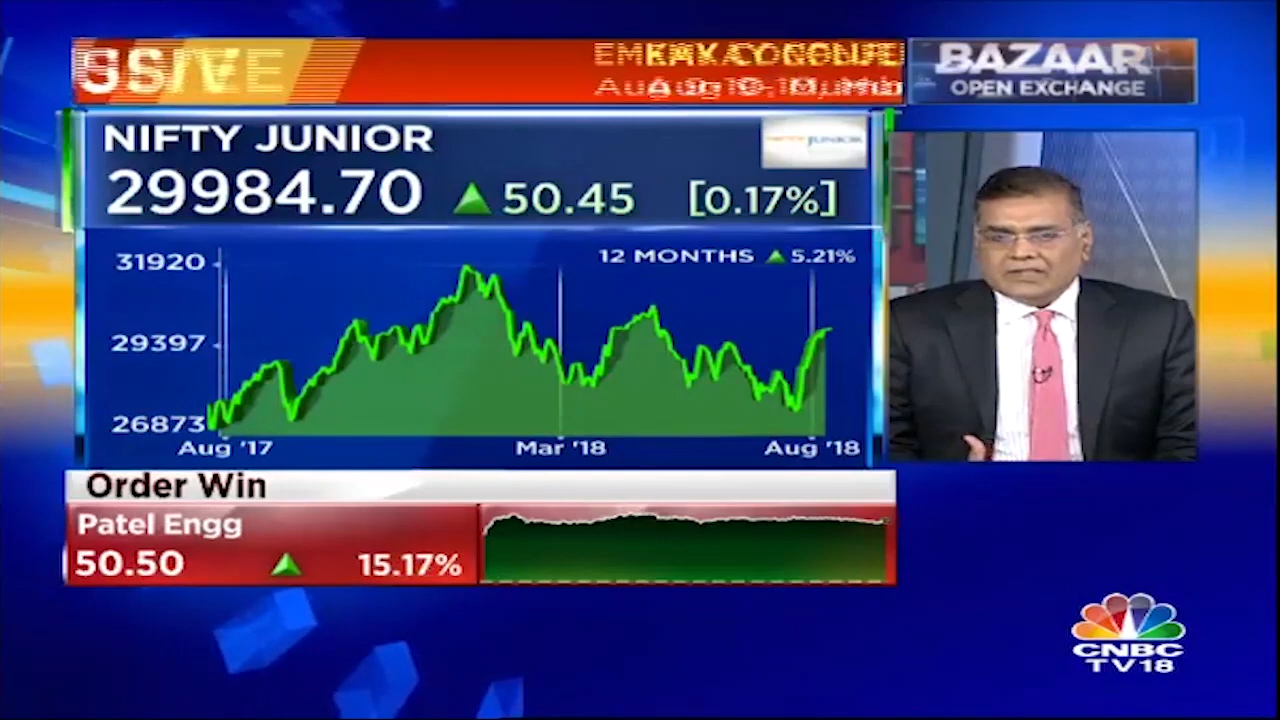 BAZAAR
OPEN EXCHANGE
NIFTY JUNIOR
29984.70 ▲ 50.45 [0.17%]
12 MONTHS ▲ 5.21%
31920
29397
26873
Aug '17 Mar '18 Aug '18
Order Win
Patel Engg
50.50 ▲ 15.17%
CNBC
TV18